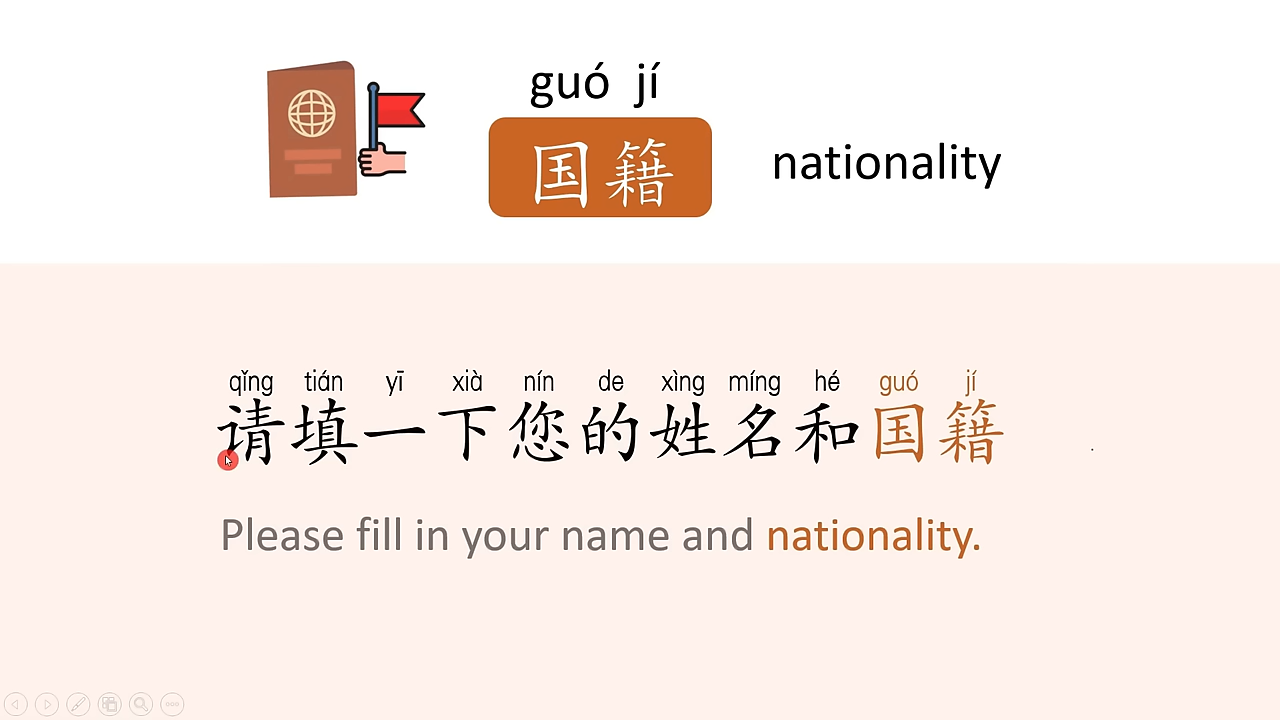 guó jí
国籍
nationality
qǐng tián yī xià nín de xìng míng hé guó jí
请填一下您的姓名和国籍
Please fill in your name and nationality.